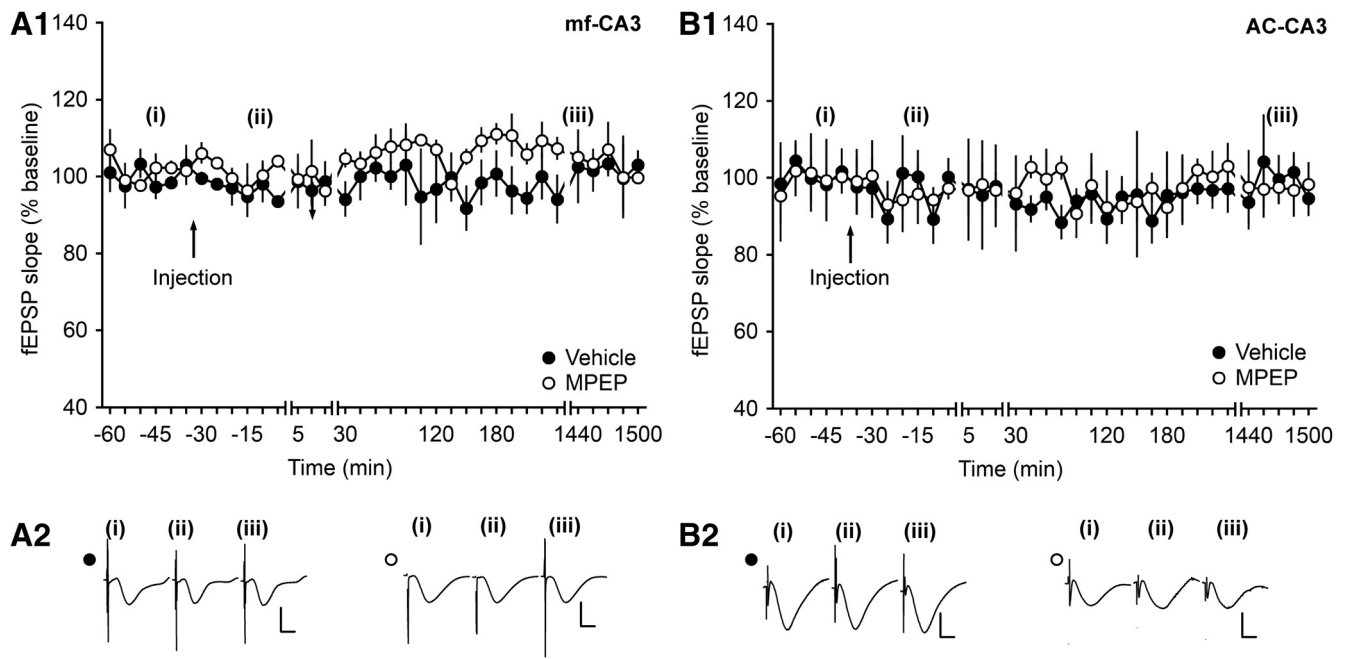 A1
mf-CA3
140
120
100
80
60
40
fEPSP slope (% baseline)
(i)
(ii)
(iii)
Injection
Vehicle
MPEP
-60 -45 -30 -15 5 30 120 180 1440 1500
Time (min)
B1
AC-CA3
140
120
100
80
60
40
fEPSP slope (% baseline)
(i)
(ii)
(iii)
Injection
Vehicle
MPEP
-60 -45 -15 5 30 120 180 1440 1500
Time (min)
A2
(i) (ii) (iii)
(i) (ii) (iii)
B2
(i) (ii) (iii)
(i) (ii) (iii)